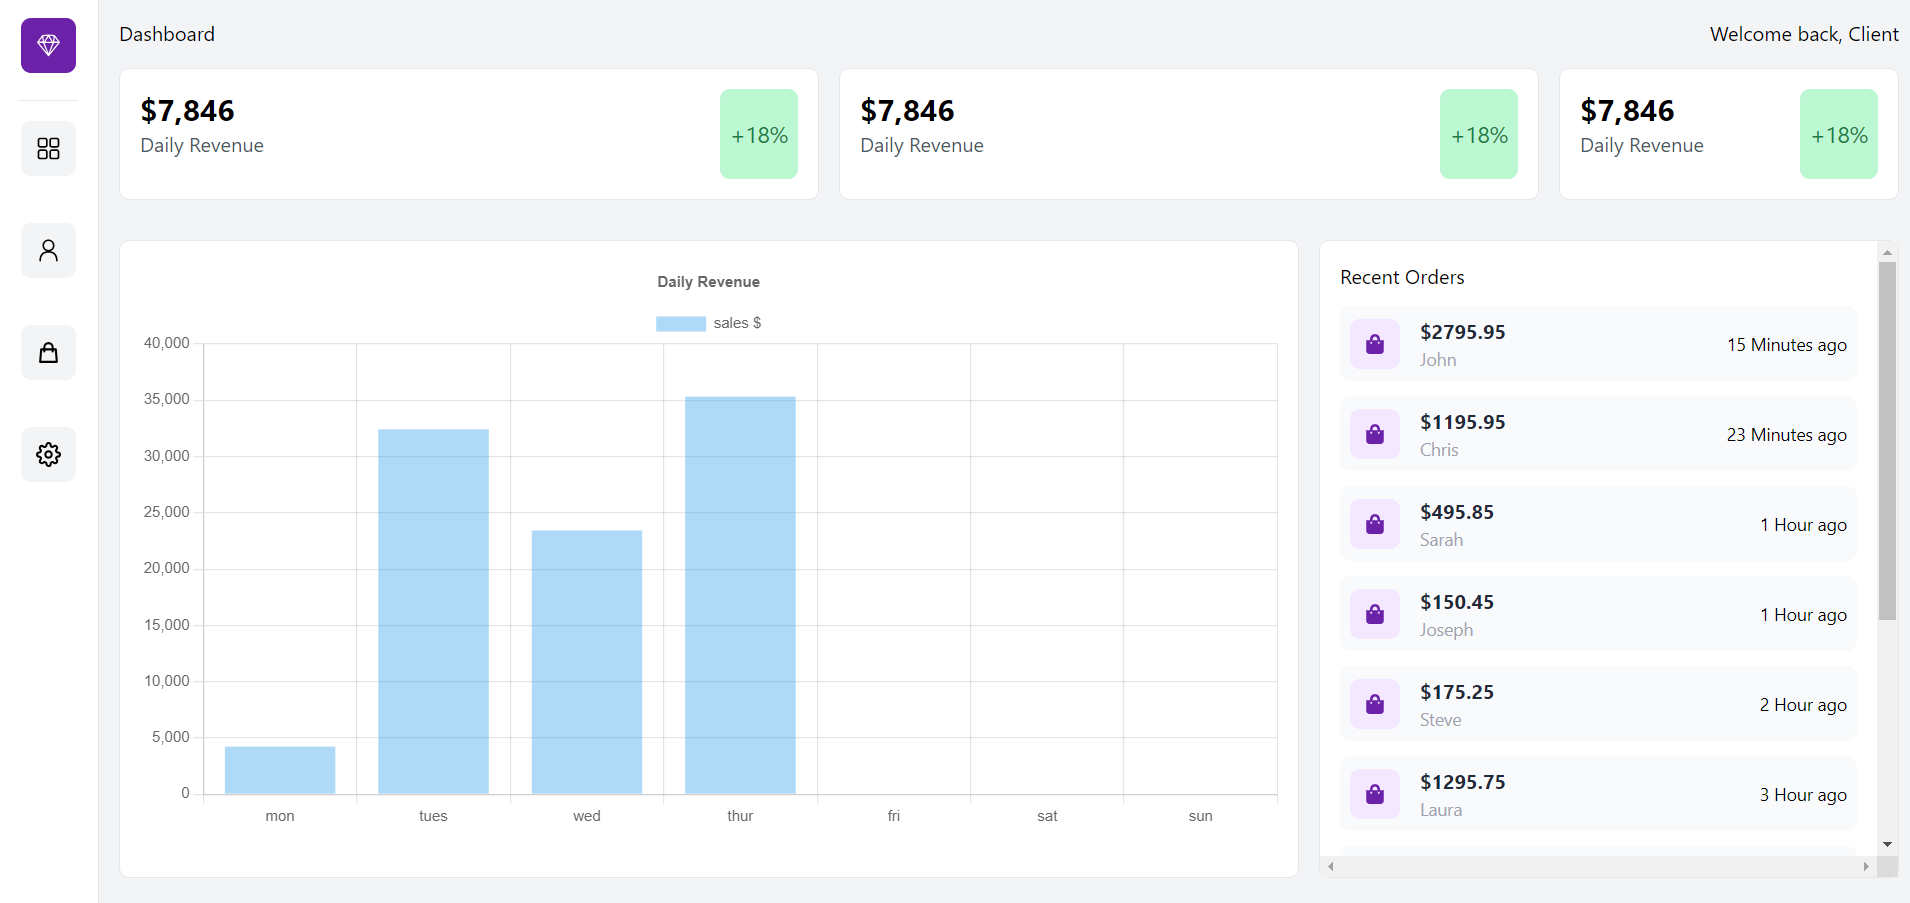 Dashboard
Welcome back, Client
$7,846
Daily Revenue
+18%
$7,846
Daily Revenue
+18%
$7,846
Daily Revenue
+18%
Daily Revenue
sales $
40,000
35,000
30,000
25,000
20,000
15,000
10,000
5,000
0
mon tues wed thur fri sat sun
Recent Orders
$2795.95
John
15 Minutes ago
$1195.95
Chris
23 Minutes ago
$495.85
Sarah
1 Hour ago
$150.45
Joseph
1 Hour ago
$175.25
Steve
2 Hour ago
$1295.75
Laura
3 Hour ago